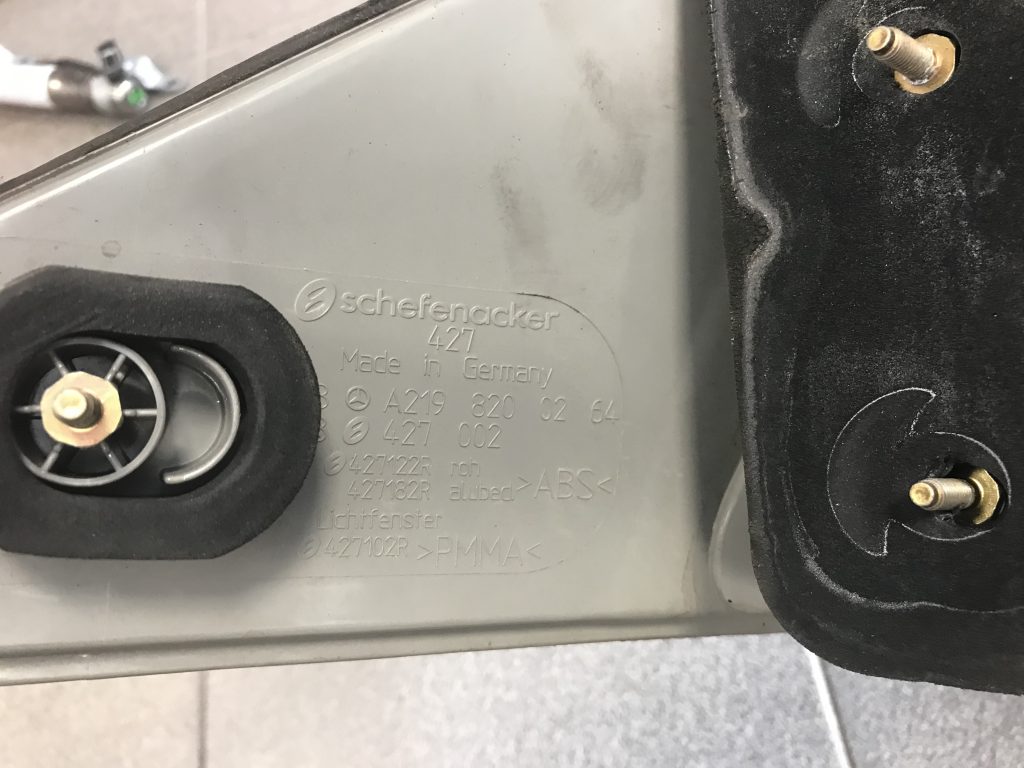 schefenacker
427
Made in Germany
A219 820 02 64
427 002
427122R roh
427182R alubed >ABS<
Lichtfenster
427102R >PMMA<